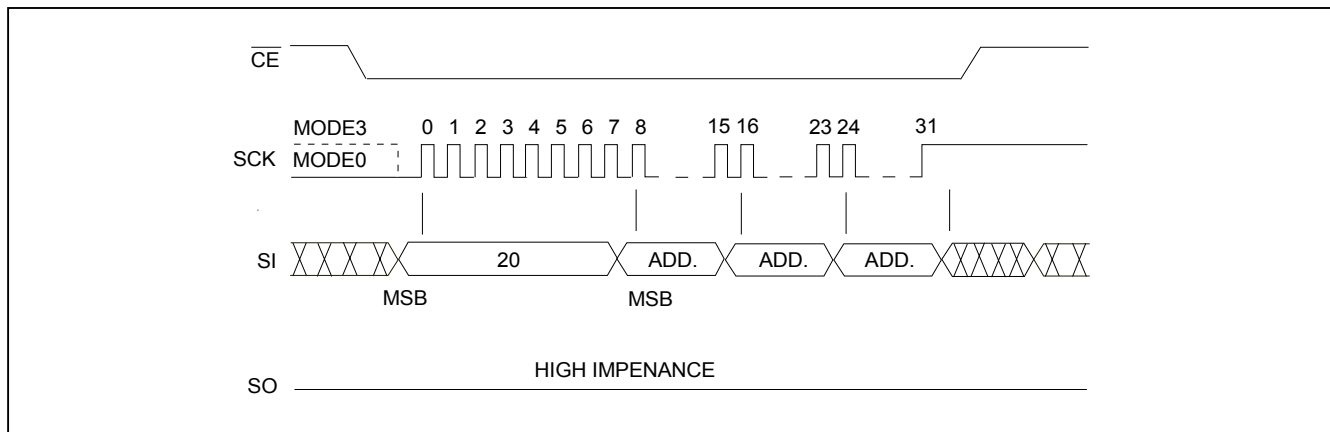 CE
MODE3
0 1 2 3 4 5 6 7 8 15 16 23 24 31
SCK MODE0
SI 20 ADD. ADD. ADD.
MSB MSB
HIGH IMPENANCE
SO